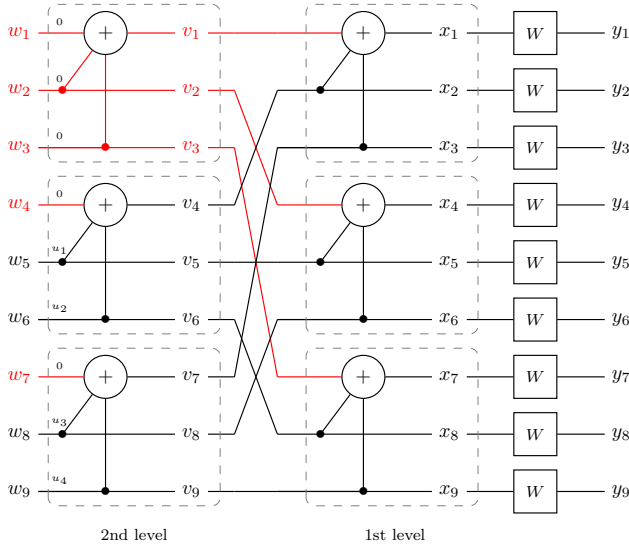 w₁ 0 + v₁ + x₁ W y₁
w₂ 0 v₂ x₂ W y₂
w₃ 0 v₃ x₃ W y₃
w₄ 0 + v₄ + x₄ W y₄
w₅ u₁ v₅ x₅ W y₅
w₆ u₂ v₆ x₆ W y₆
w₇ 0 + v₇ + x₇ W y₇
w₈ u₃ v₈ x₈ W y₈
w₉ u₄ v₉ x₉ W y₉
2nd level 1st level